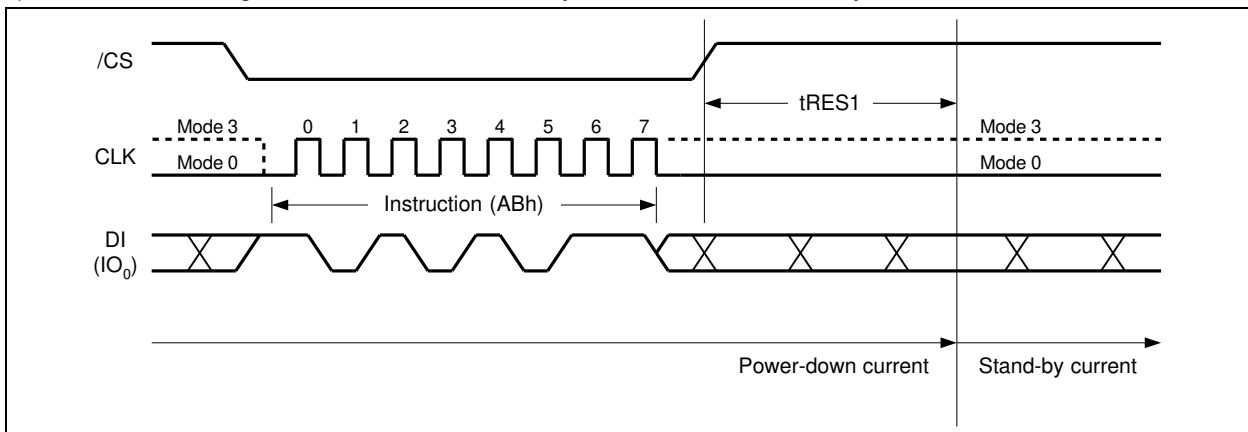 /CS
tRES1
Mode 3 0 1 2 3 4 5 6 7 Mode 3
CLK
Mode 0 Mode 0
Instruction (ABh)
DI
(IO0)
Power-down current Stand-by current